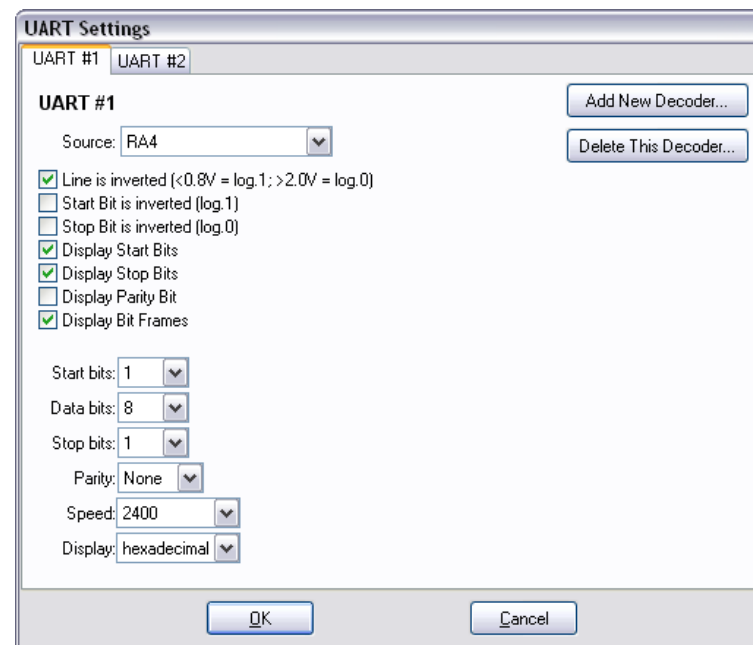 UART Settings
UART #1 UART #2
UART #1
Add New Decoder...
Source: RA4
Delete This Decoder...
Line is inverted (<0.8V = log.1; >2.0V = log.0)
Start Bit is inverted (log.1)
Stop Bit is inverted (log.0)
Display Start Bits
Display Stop Bits
Display Parity Bit
Display Bit Frames
Start bits: 1
Data bits: 8
Stop bits: 1
Parity: None
Speed: 2400
Display: hexadecimal
OK Cancel